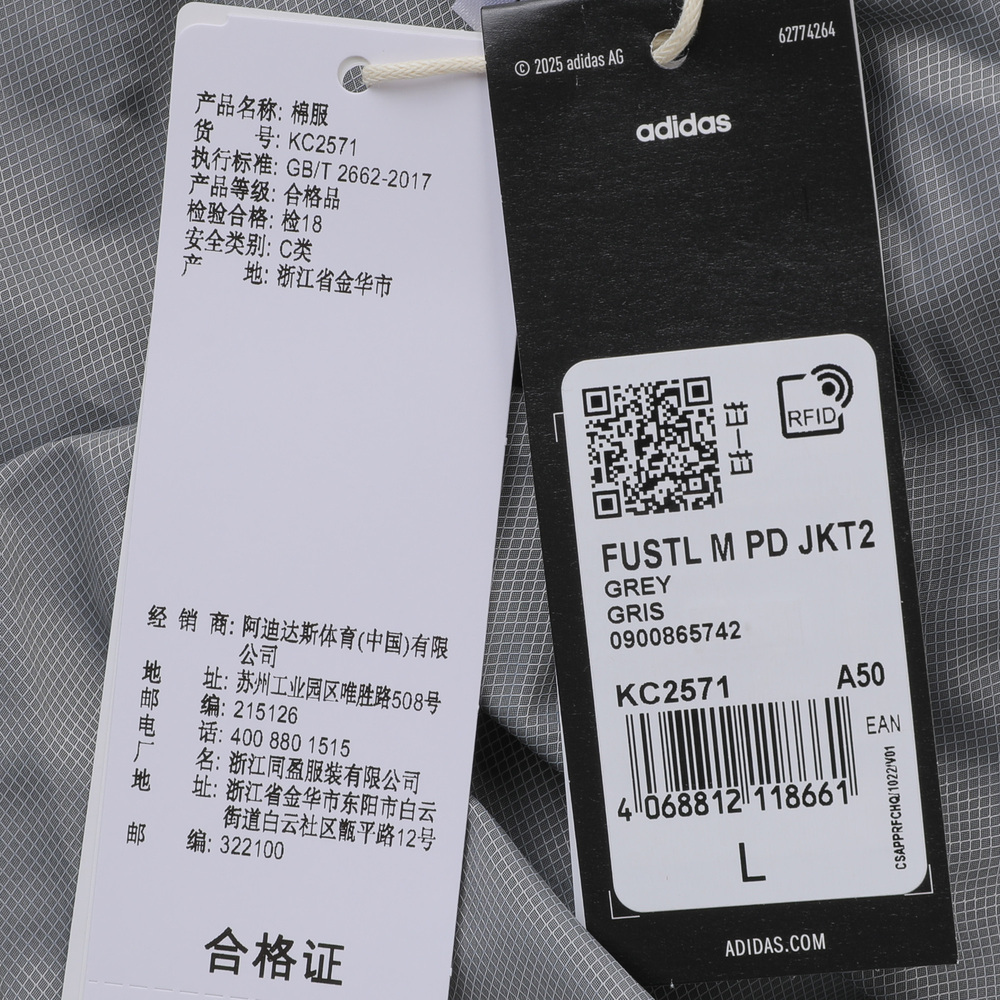 产品名称: 棉服
货 号: KC2571
执行标准: GB/T 2662-2017
产品等级: 合格品
检验合格: 检18
安全类别: C类
产 地: 浙江省金华市
经 销 商: 阿迪达斯体育(中国)有限
公司
地 址: 苏州工业园区唯胜路508号
邮 编: 215126
电 话: 400 880 1515
厂 名: 浙江同盈服装有限公司
地 址: 浙江省金华市东阳市白云
街道白云社区甑平路12号
邮 编: 322100
合格证
© 2025 adidas AG
62774264
adidas
扫一扫
RFID
FUSTL M PD JKT2
GREY
GRIS
0900865742
KC2571 A50
EAN
4 068812 118661
CSAPPRFCHQ/1022/V01
L
ADIDAS.COM